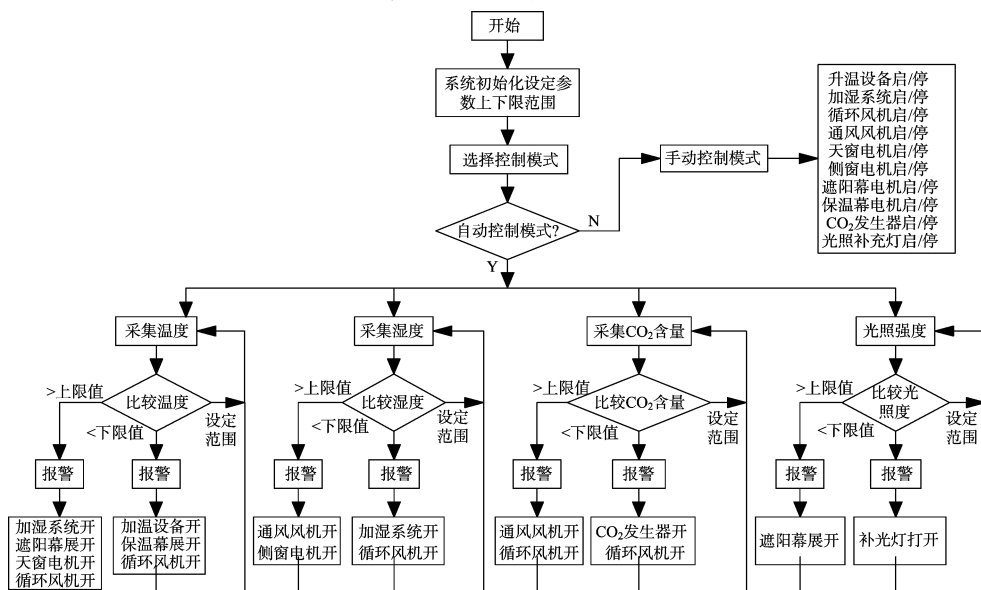 开始
系统初始化设定参
数上下限范围
选择控制模式
手动控制模式
升温设备启/停
加湿系统启/停
循环风机启/停
通风风机启/停
天窗电机启/停
侧窗电机启/停
遮阳幕电机启/停
保温幕电机启/停
CO₂发生器启/停
光照补充灯启/停
自动控制模式?
N
Y
采集温度
采集湿度
采集CO₂含量
光照强度
>上限值
比较温度
<下限值
设定
范围
>上限值
比较湿度
<下限值
设定
范围
>上限值
比较CO₂含量
<下限值
设定
范围
>上限值
比较光
照度
<下限值
设定
范围
报警
报警
报警
报警
报警
报警
报警
报警
加湿系统开
遮阳幕展开
天窗电机开
循环风机开
加温设备开
保温幕展开
循环风机开
通风风机开
侧窗电机开
加湿系统开
循环风机开
通风风机开
循环风机开
CO₂发生器开
循环风机开
遮阳幕展开
补光灯打开